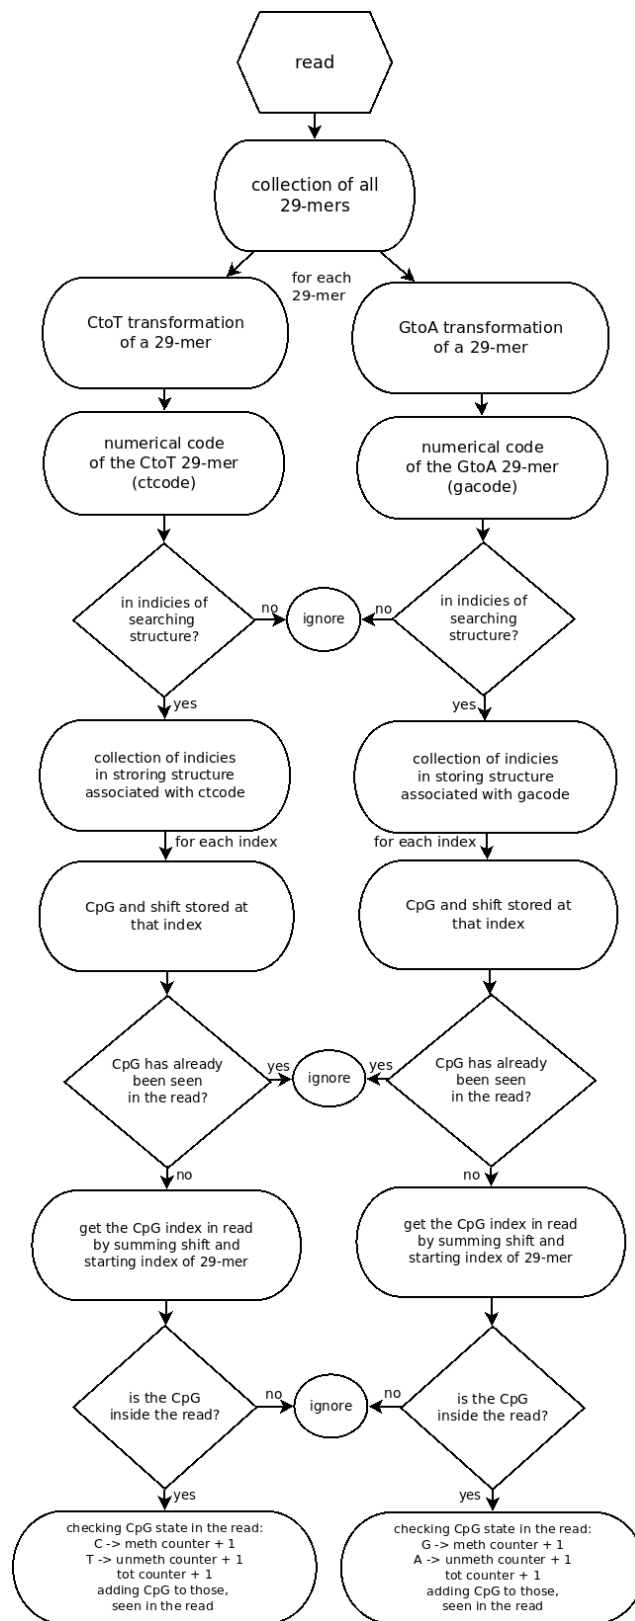 read
collection of all
29-mers
for each
29-mer
CtoT transformation
of a 29-mer
GtoA transformation
of a 29-mer
numerical code
of the CtoT 29-mer
(ctcode)
numerical code
of the GtoA 29-mer
(gacode)
in indicies of
searching
structure?
no
ignore
no
in indicies of
searching
structure?
yes
yes
collection of indicies
in stroring structure
associated with ctcode
collection of indicies
in storing structure
associated with gacode
for each index
for each index
CpG and shift stored at
that index
CpG and shift stored at
that index
CpG has already
been seen
in the read?
yes
ignore
yes
CpG has already
been seen
in the read?
no
no
get the CpG index in read
by summing shift and
starting index of 29-mer
get the CpG index in read
by summing shift and
starting index of 29-mer
is the CpG
inside the read?
no
ignore
no
is the CpG
inside the read?
yes
yes
checking CpG state in the read:
C -> meth counter + 1
T -> unmeth counter + 1
tot counter + 1
adding CpG to those,
seen in the read
checking CpG state in the read:
G -> meth counter + 1
A -> unmeth counter + 1
tot counter + 1
adding CpG to those,
seen in the read